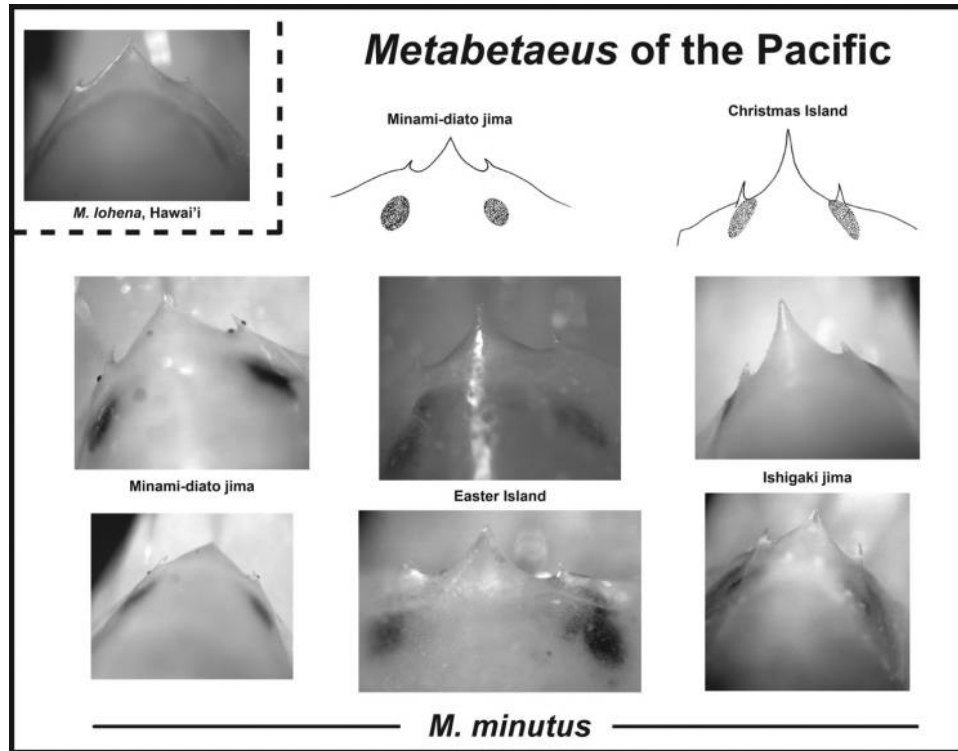 Metabetaeus of the Pacific
M. lohena, Hawai'i
Minami-diato jima
Christmas Island
Minami-diato jima
Easter Island
Ishigaki jima
M. minutus